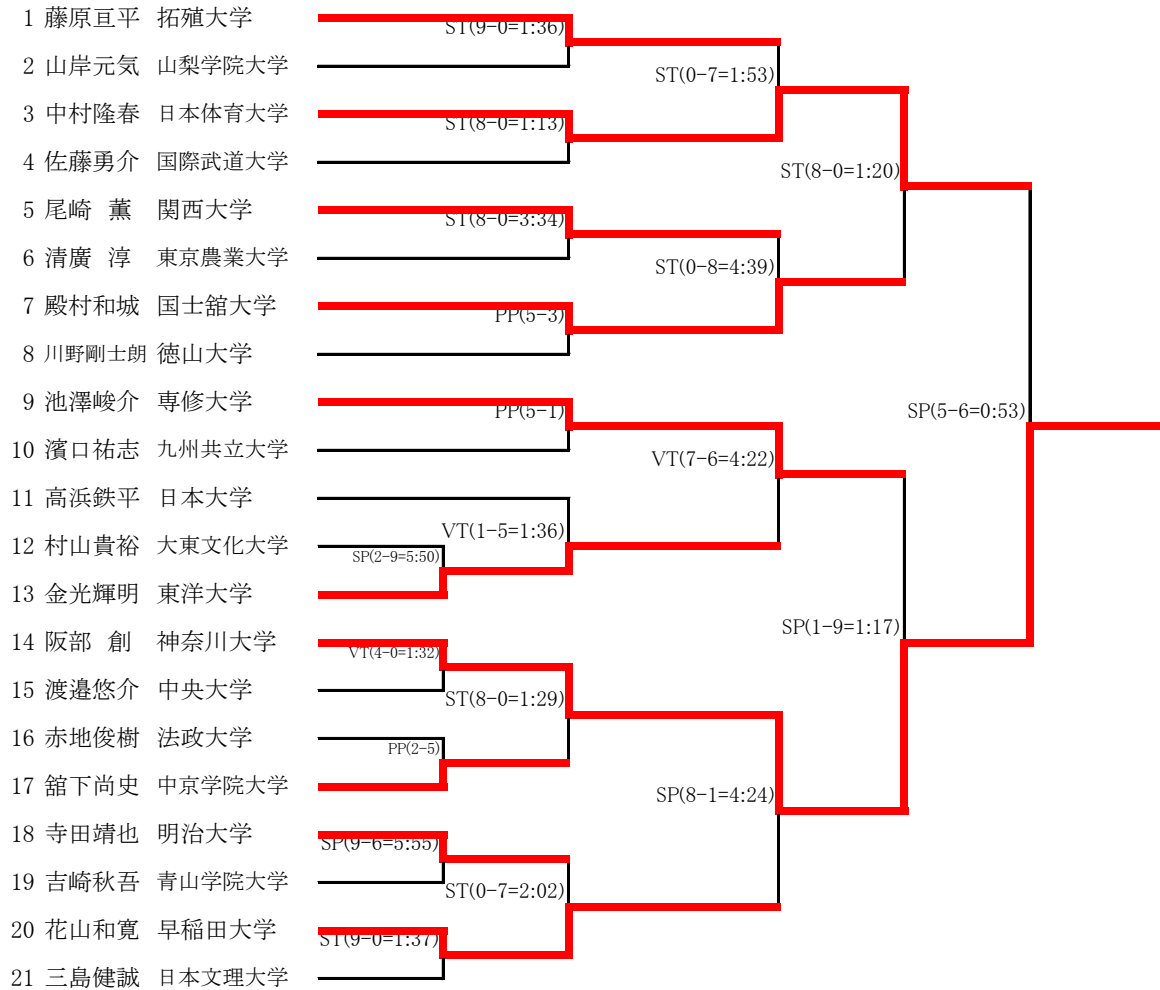 1 藤原亘平 拓殖大学
ST(9-0=1:36)
2 山岸元気 山梨学院大学
ST(0-7=1:53)
3 中村隆春 日本体育大学
ST(8-0=1:13)
4 佐藤勇介 国際武道大学
ST(8-0=1:20)
5 尾崎 薫 関西大学
ST(8-0=3:34)
6 清廣 淳 東京農業大学
ST(0-8=4:39)
7 殿村和城 国士舘大学
PP(5-3)
8 川野剛士朗 徳山大学
9 池澤峻介 専修大学
PP(5-1)
SP(5-6=0:53)
10 濱口祐志 九州共立大学
VT(7-6=4:22)
11 高浜鉄平 日本大学
VT(1-5=1:36)
12 村山貴裕 大東文化大学
SP(2-9=5:50)
13 金光輝明 東洋大学
SP(1-9=1:17)
14 阪部 創 神奈川大学
VT(4-0=1:32)
15 渡邉悠介 中央大学
ST(8-0=1:29)
16 赤地俊樹 法政大学
PP(2-5)
17 舘下尚史 中京学院大学
SP(8-1=4:24)
18 寺田靖也 明治大学
SP(9-6=5:55)
19 吉崎秋吾 青山学院大学
ST(0-7=2:02)
20 花山和寛 早稲田大学
ST(9-0=1:37)
21 三島健誠 日本文理大学